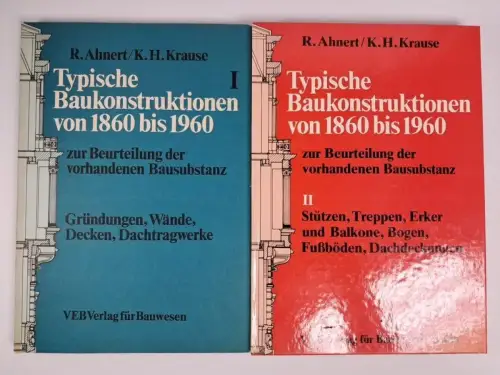 R. Ahnert/K. H. Krause
Typische I
Baukonstruktionen
von 1860 bis 1960
zur Beurteilung der
vorhandenen Bausubstanz
Gründungen, Wände,
Decken, Dachtragwerke
VEB Verlag für Bauwesen
R. Ahnert/K. H. Krause
Typische
Baukonstruktionen
von 1860 bis 1960
zur Beurteilung der
vorhandenen Bausubstanz
II
Stützen, Treppen, Erker
und Balkone, Bogen,
Fußböden, Dachdeckungen
für